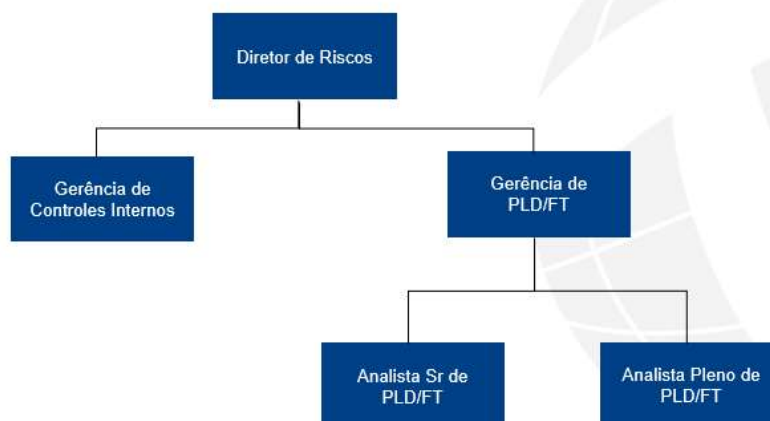 Diretor de Riscos
Gerência de
Controles Internos
Gerência de
PLD/FT
Analista Sr de
PLD/FT
Analista Pleno de
PLD/FT